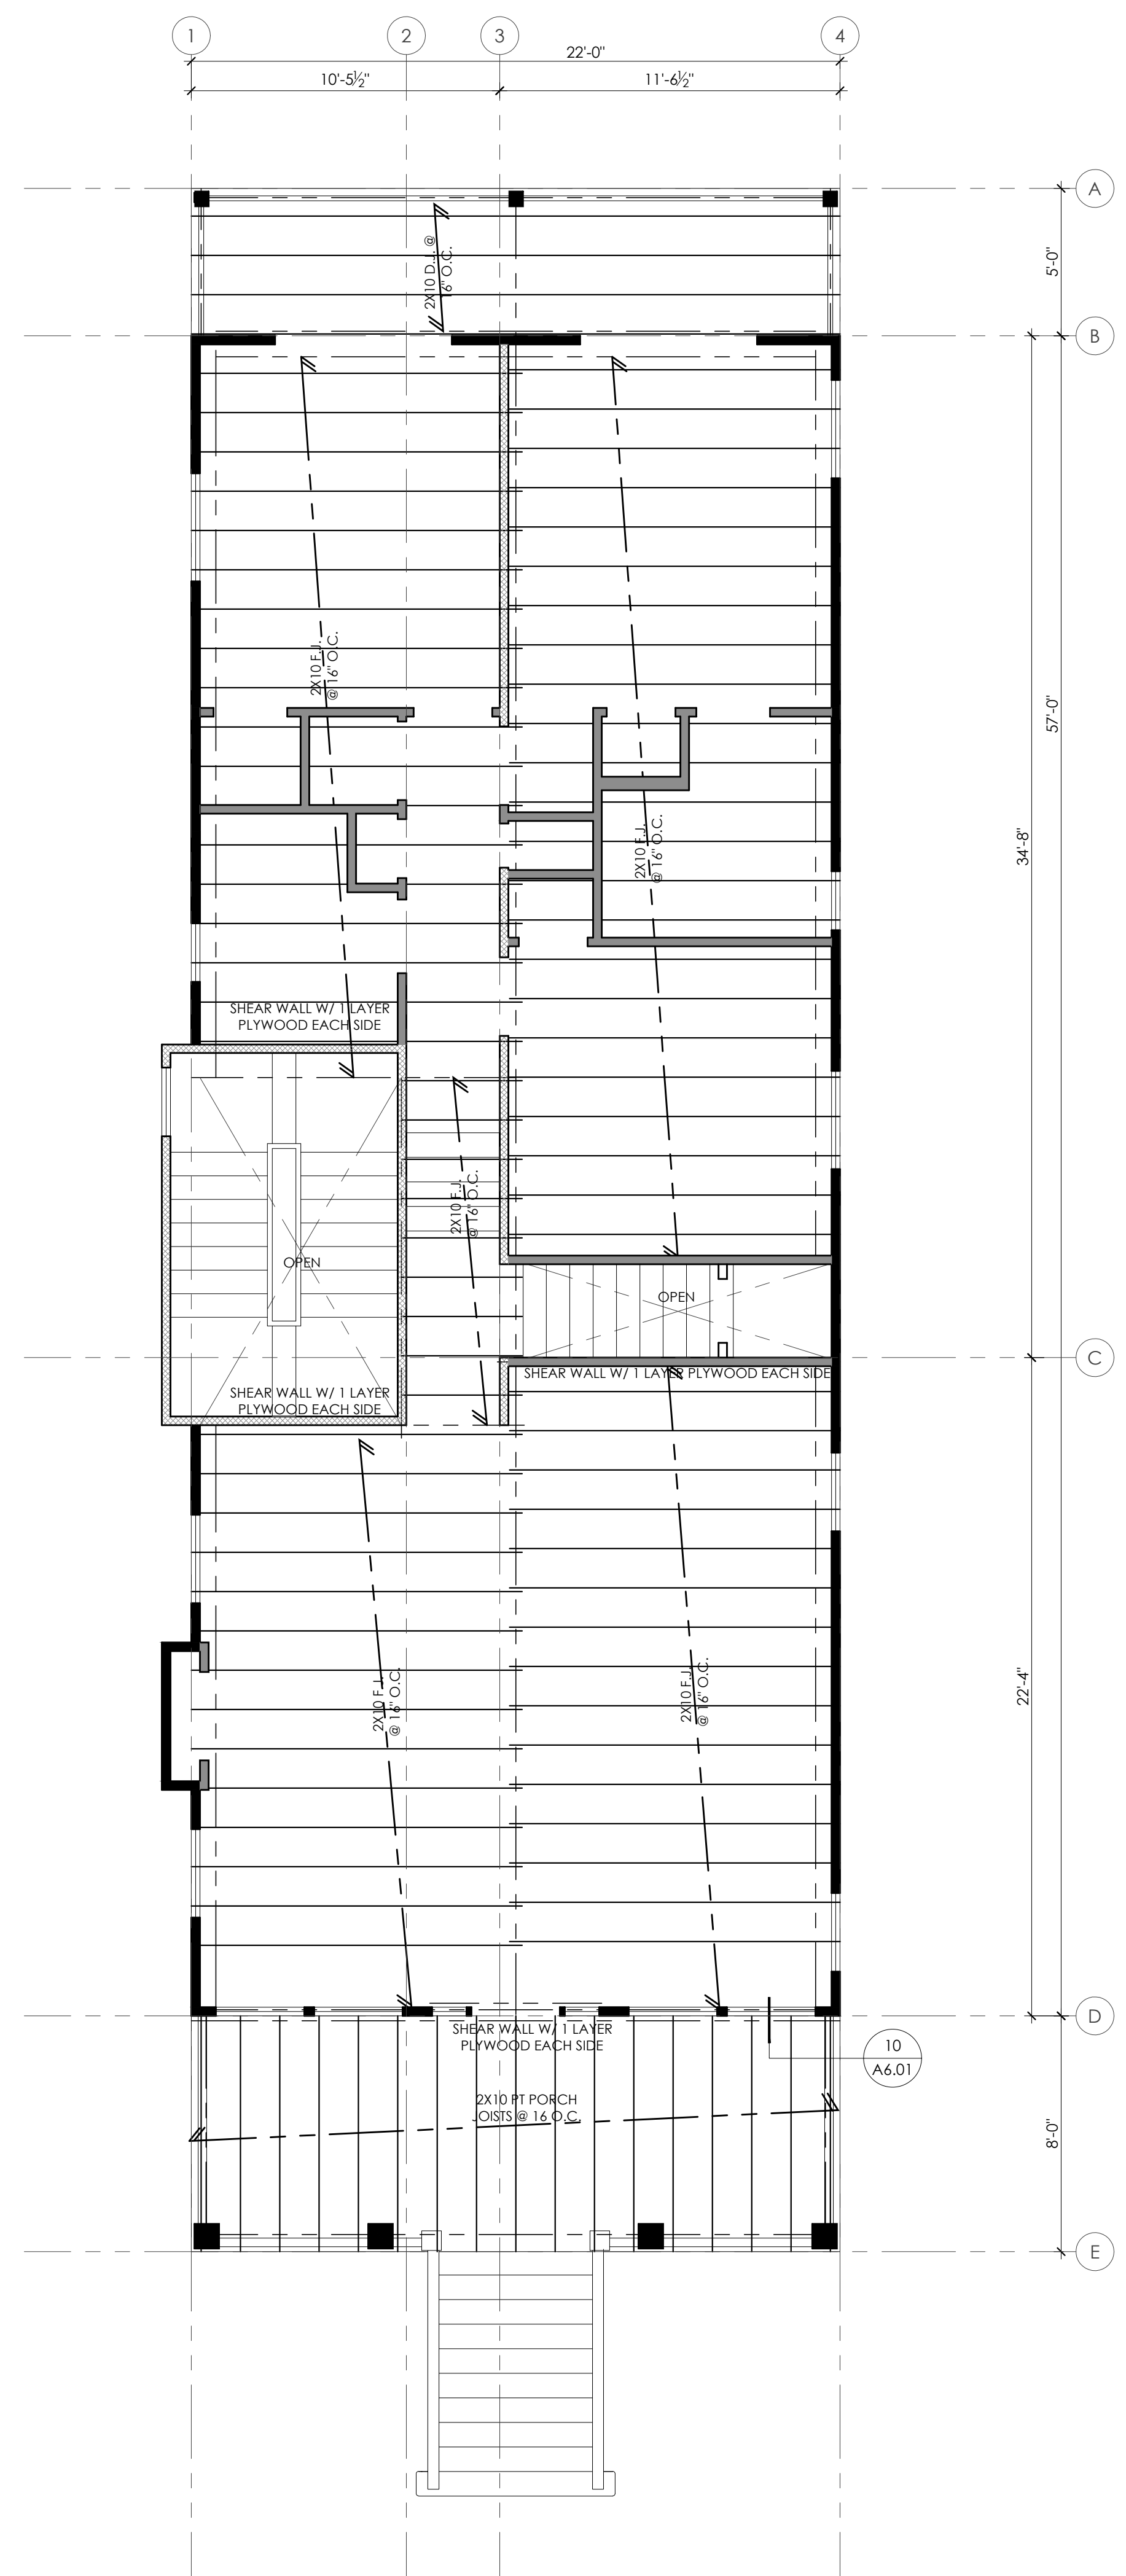 1
2
3
4
22'-0"
10'-5½"
11'-6½"
A
5'-0"
2X10 D.J. @
16" O.C.
B
2X10 F.J.
@ 16" O.C.
57'-0"
2X10 F.J.
@ 16" O.C.
34'-8"
SHEAR WALL W/ 1 LAYER
PLYWOOD EACH SIDE
2X10 F.J.
@ 16" O.C.
OPEN
OPEN
C
SHEAR WALL W/ 1 LAYER PLYWOOD EACH SIDE
SHEAR WALL W/ 1 LAYER
PLYWOOD EACH SIDE
2X10 F.J.
@ 16" O.C.
2X10 F.J.
@ 16" O.C.
22'-4"
D
SHEAR WALL W/ 1 LAYER
PLYWOOD EACH SIDE
10
A6.01
2X10 PT PORCH
JOISTS @ 16 O.C.
8'-0"
E